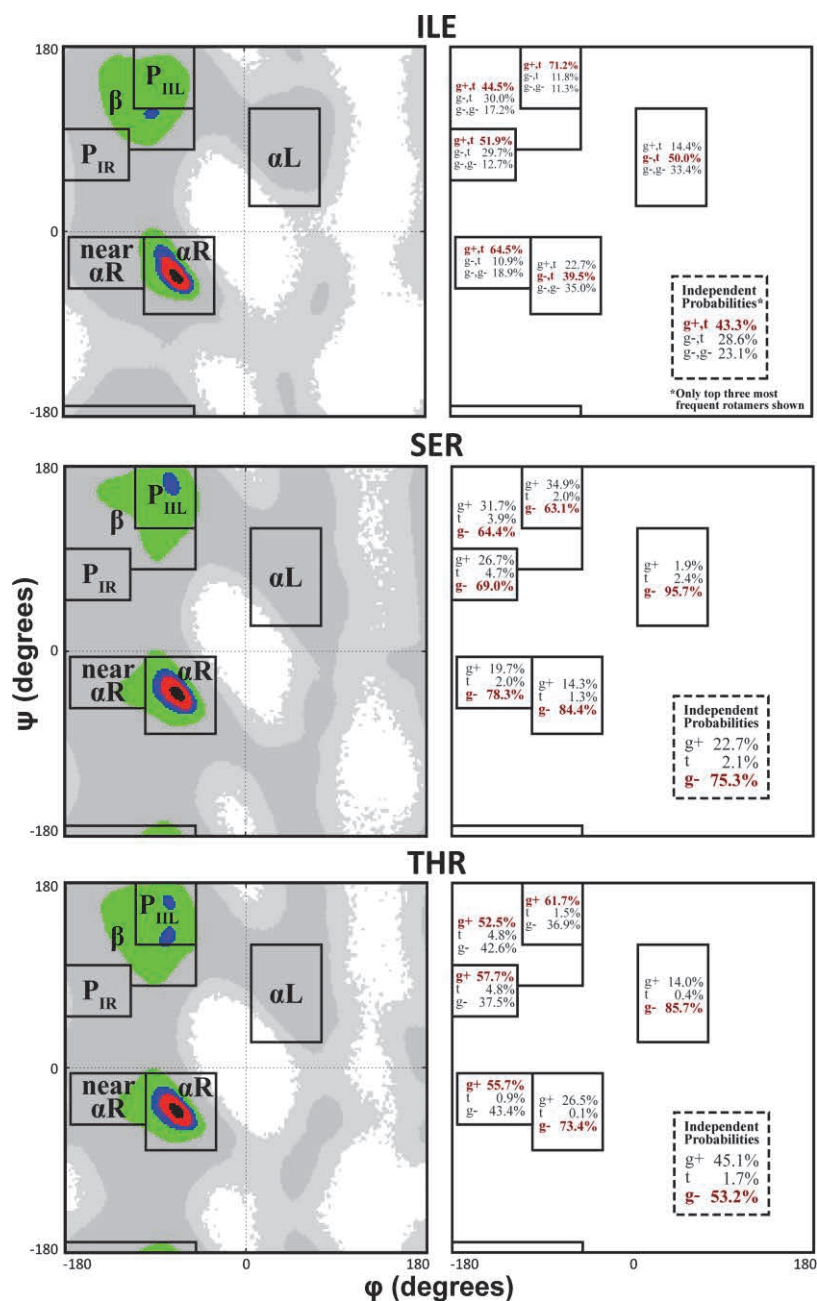 ILE
180
P_IIL
β
P_IR
αL
0
near αR
αR
-180
g+,t 71.2%
g-,t 11.8%
g-,g- 11.3%
g+,t 44.5%
g-,t 30.0%
g-,g- 17.2%
g+,t 51.9%
g-,t 29.7%
g-,g- 12.7%
g+,t 14.4%
g-,t 50.0%
g-,g- 33.4%
g+,t 64.5%
g-,t 10.9%
g-,g- 18.9%
g+,t 22.7%
g-,t 39.5%
g-,g- 35.0%
Independent
Probabilities*
g+,t 43.3%
g-,t 28.6%
g-,g- 23.1%
*Only top three most
frequent rotamers shown
SER
180
P_IIL
β
P_IR
αL
0
near αR
αR
-180
g+ 34.9%
t 2.0%
g- 63.1%
g+ 31.7%
t 3.9%
g- 64.4%
g+ 26.7%
t 4.7%
g- 69.0%
g+ 1.9%
t 2.4%
g- 95.7%
g+ 19.7%
t 2.0%
g- 78.3%
g+ 14.3%
t 1.3%
g- 84.4%
Independent
Probabilities
g+ 22.7%
t 2.1%
g- 75.3%
Ψ (degrees)
THR
180
P_IIL
β
P_IR
αL
0
near αR
αR
-180
g+ 61.7%
t 1.5%
g- 36.9%
g+ 52.5%
t 4.8%
g- 42.6%
g+ 57.7%
t 4.8%
g- 37.5%
g+ 14.0%
t 0.4%
g- 85.7%
g+ 55.7%
t 0.9%
g- 43.4%
g+ 26.5%
t 0.1%
g- 73.4%
Independent
Probabilities
g+ 45.1%
t 1.7%
g- 53.2%
-180 0 180 -180 0 180
φ (degrees)